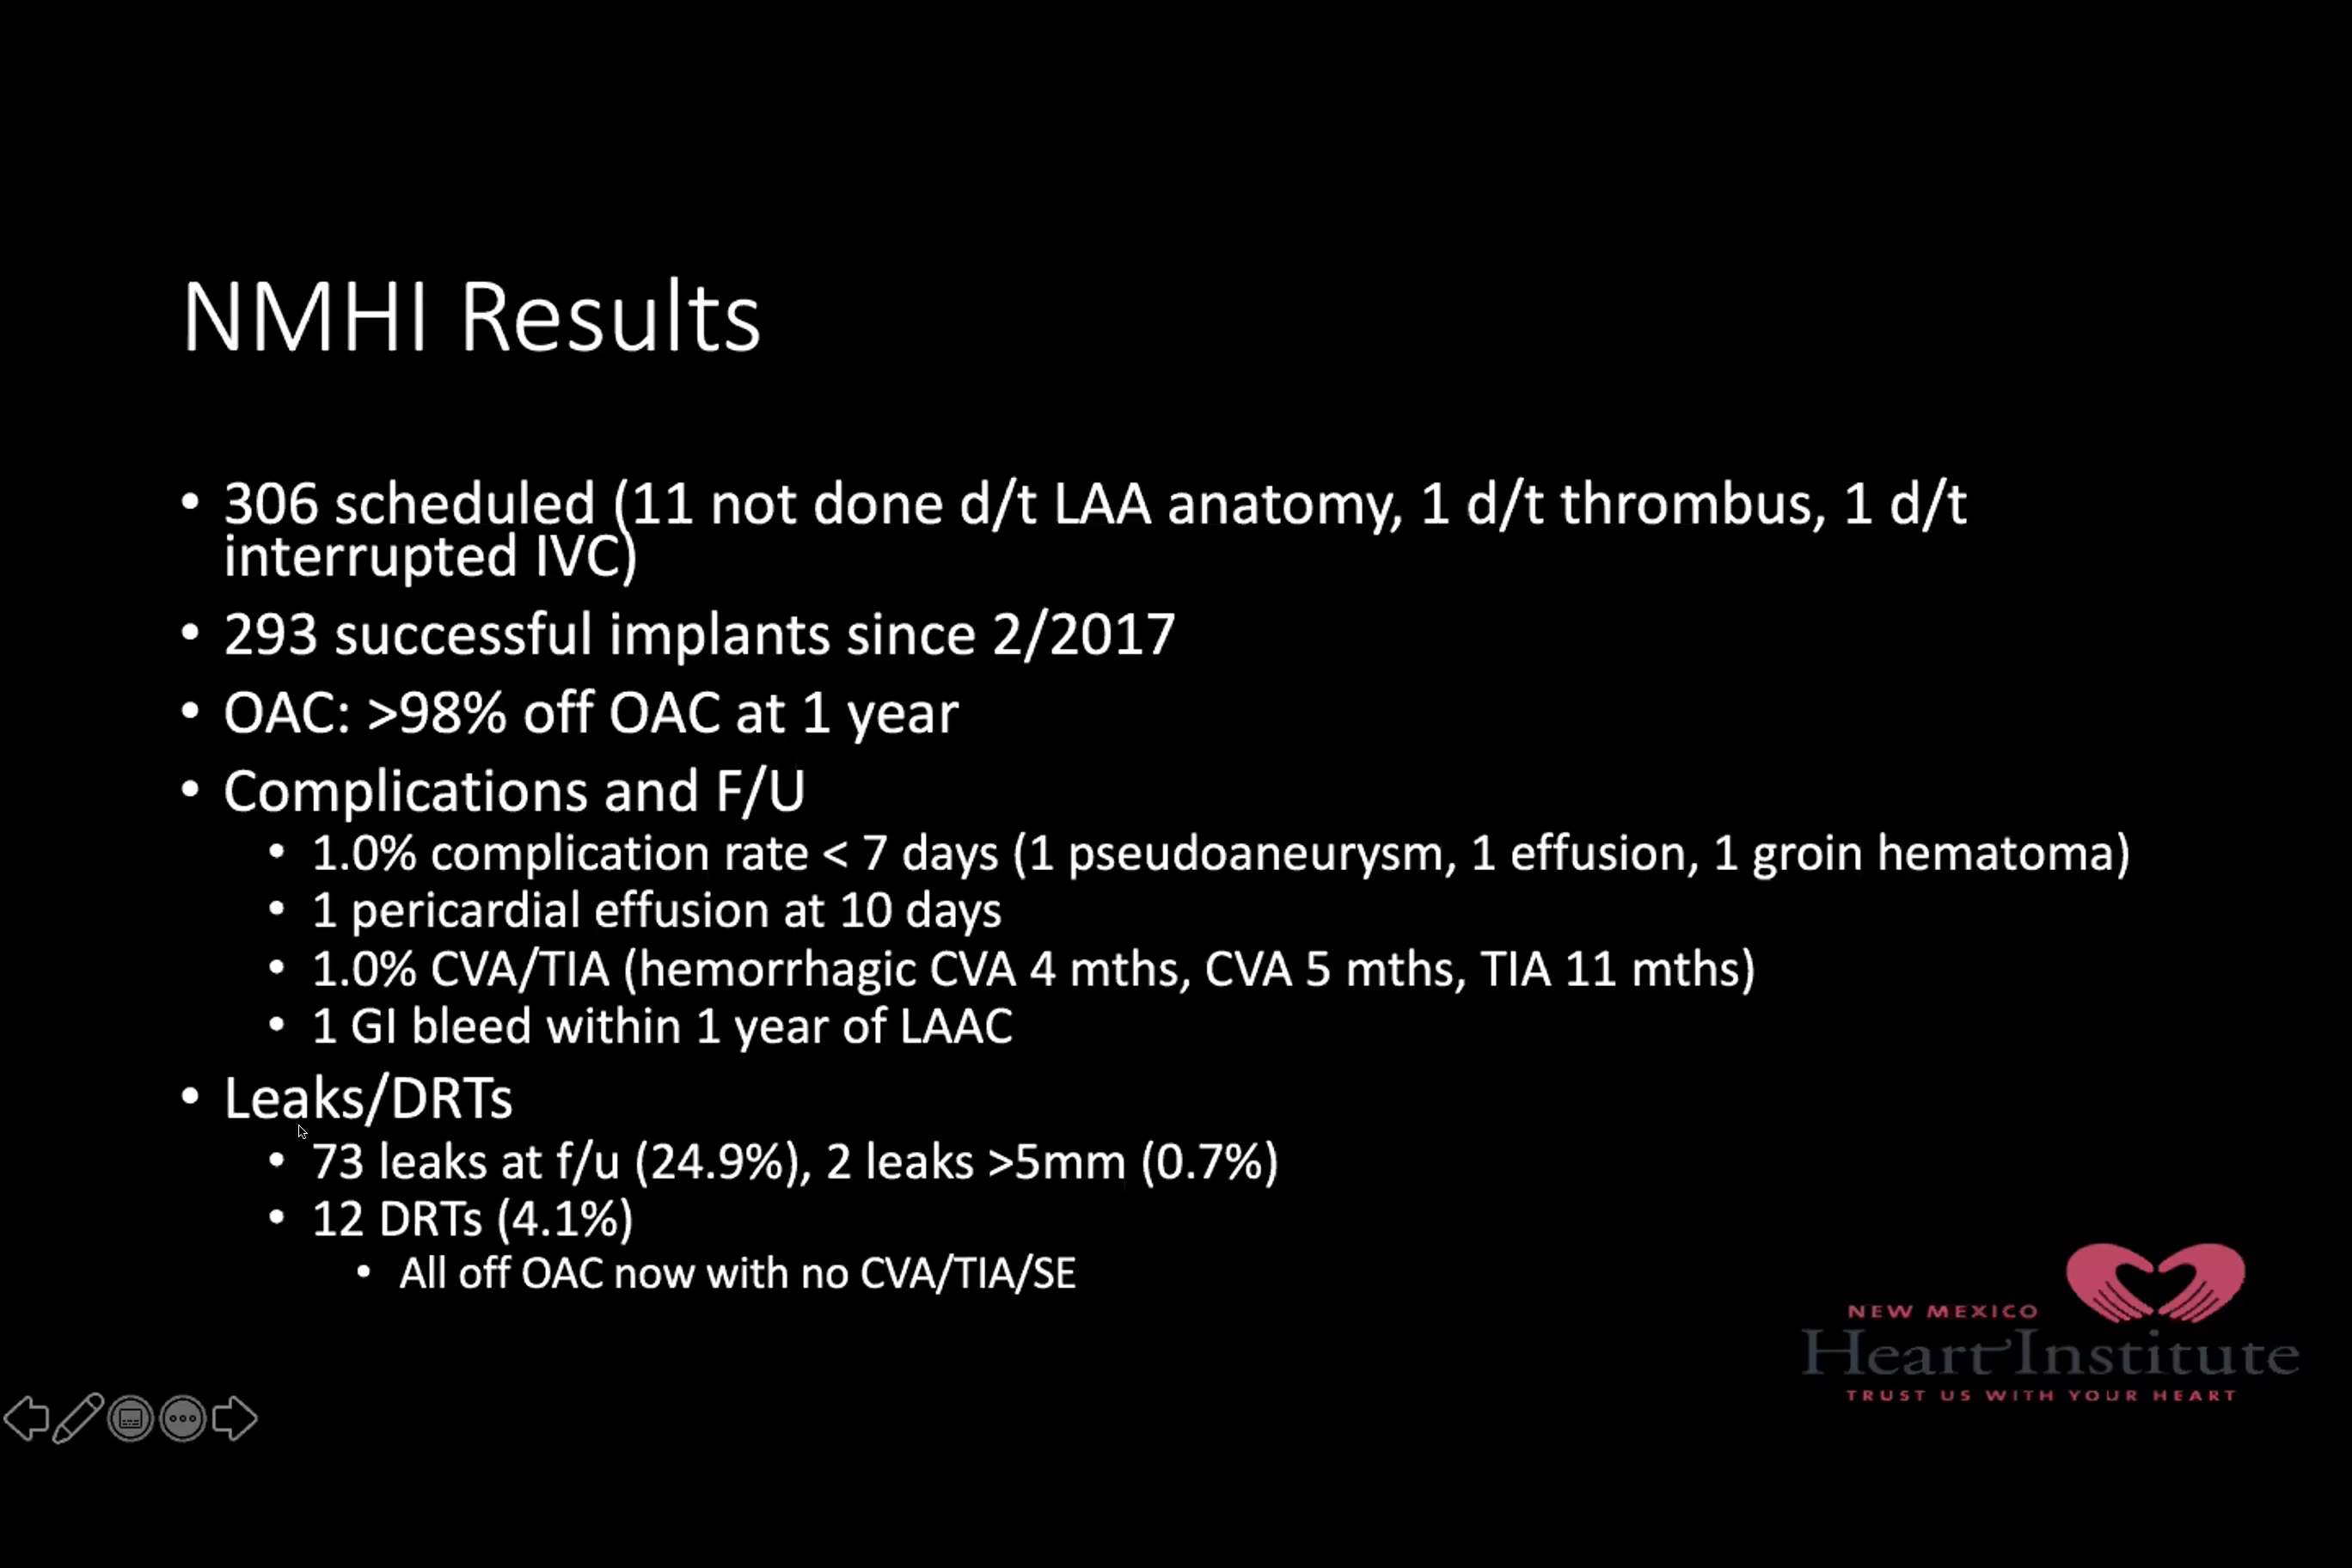 NMHI Results
• 306 scheduled (11 not done d/t LAA anatomy, 1 d/t thrombus, 1 d/t
interrupted IVC)
• 293 successful implants since 2/2017
• OAC: >98% off OAC at 1 year
• Complications and F/U
• 1.0% complication rate < 7 days (1 pseudoaneurysm, 1 effusion, 1 groin hematoma)
• 1 pericardial effusion at 10 days
• 1.0% CVA/TIA (hemorrhagic CVA 4 mths, CVA 5 mths, TIA 11 mths)
• 1 GI bleed within 1 year of LAAC
• Leaks/DRTs
• 73 leaks at f/u (24.9%), 2 leaks >5mm (0.7%)
• 12 DRTs (4.1%)
• All off OAC now with no CVA/TIA/SE
NEW MEXICO
Heart Institute
TRUST US WITH YOUR HEART